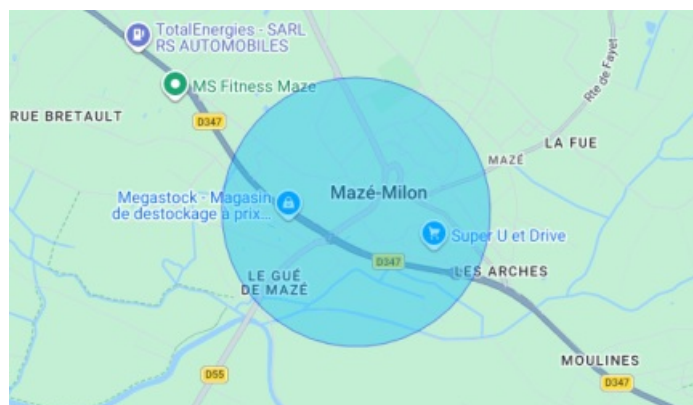 TotalEnergies - SARL
RS AUTOMOBILES
MS Fitness Maze
Rte de Fayet
RUE BRETAULT
D347
LA FUE
MAZÉ
Megastock - Magasin
de destockage à prix...
Mazé-Milon
Super U et Drive
D347
LES ARCHES
LE GUÉ
DE MAZÉ
MOULINES
D55
D347